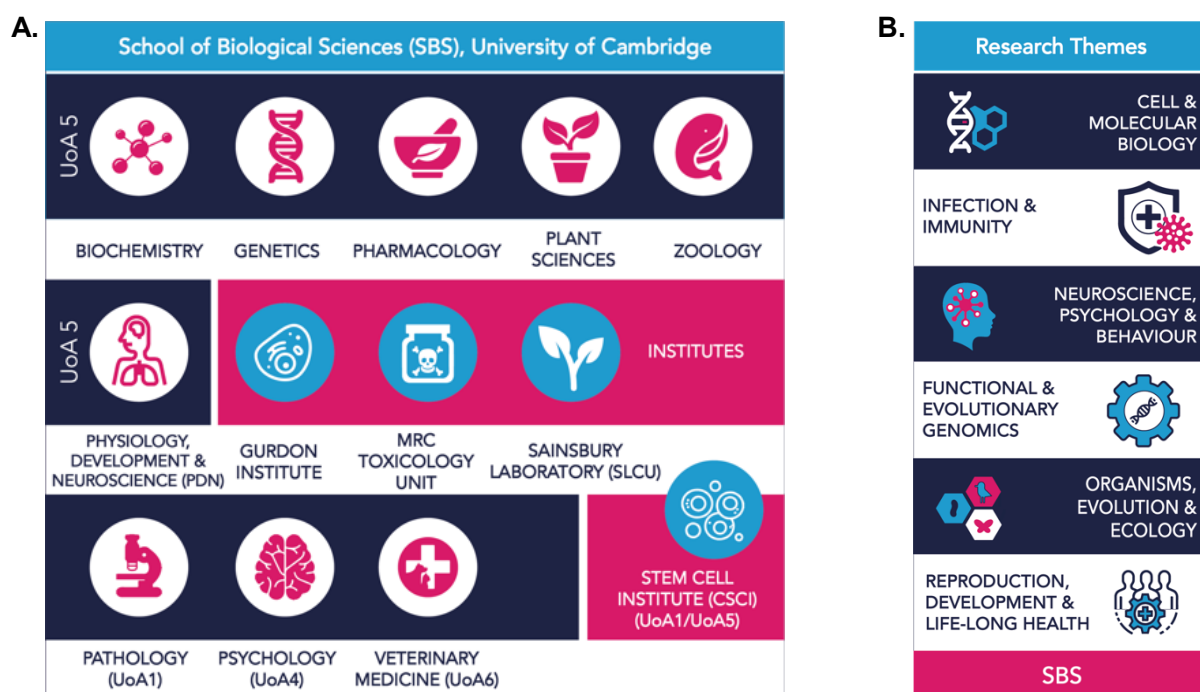 A.
School of Biological Sciences (SBS), University of Cambridge
UoA 5
BIOCHEMISTRY
GENETICS
PHARMACOLOGY
PLANT
SCIENCES
ZOOLOGY
UoA 5
INSTITUTES
PHYSIOLOGY,
DEVELOPMENT &
NEUROSCIENCE (PDN)
GURDON
INSTITUTE
MRC
TOXICOLOGY
UNIT
SAINSBURY
LABORATORY (SLCU)
STEM CELL
INSTITUTE (CSCI)
(UoA1/UoA5)
PATHOLOGY
(UoA1)
PSYCHOLOGY
(UoA4)
VETERINARY
MEDICINE (UoA6)
B.
Research Themes
CELL &
MOLECULAR
BIOLOGY
INFECTION &
IMMUNITY
NEUROSCIENCE,
PSYCHOLOGY &
BEHAVIOUR
FUNCTIONAL &
EVOLUTIONARY
GENOMICS
ORGANISMS,
EVOLUTION &
ECOLOGY
REPRODUCTION,
DEVELOPMENT &
LIFE-LONG HEALTH
SBS